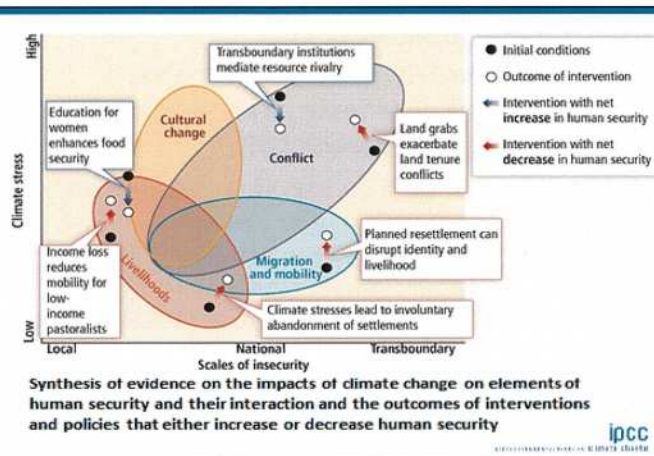 High
Climate stress
Low
Local
National
Transboundary
Scales of insecurity
Cultural
change
Conflict
Livelihoods
Migration
and mobility
Education for
women
enhances food
security
Transboundary institutions
mediate resource rivalry
Land grabs
exacerbate
land tenure
conflicts
Planned resettlement can
disrupt identity and
livelihood
Income loss
reduces
mobility for
low-
income
pastoralists
Climate stresses lead to involuntary
abandonment of settlements
Initial conditions
Outcome of intervention
Intervention with net
increase in human security
Intervention with net
decrease in human security
Synthesis of evidence on the impacts of climate change on elements of
human security and their interaction and the outcomes of interventions
and policies that either increase or decrease human security
ipcc
climate change